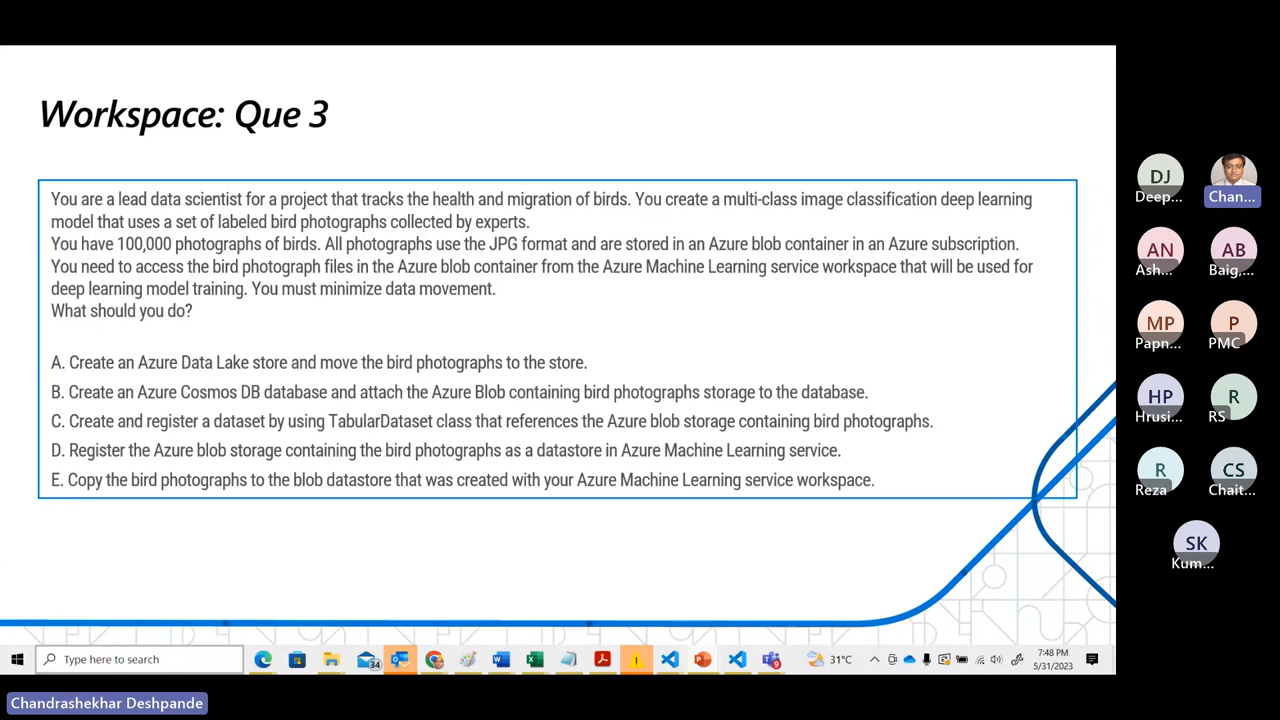 Workspace: Que 3
You are a lead data scientist for a project that tracks the health and migration of birds. You create a multi-class image classification deep learning
model that uses a set of labeled bird photographs collected by experts.
You have 100,000 photographs of birds. All photographs use the JPG format and are stored in an Azure blob container in an Azure subscription.
You need to access the bird photograph files in the Azure blob container from the Azure Machine Learning service workspace that will be used for
deep learning model training. You must minimize data movement.
What should you do?
A. Create an Azure Data Lake store and move the bird photographs to the store.
B. Create an Azure Cosmos DB database and attach the Azure Blob containing bird photographs storage to the database.
C. Create and register a dataset by using TabularDataset class that references the Azure blob storage containing bird photographs.
D. Register the Azure blob storage containing the bird photographs as a datastore in Azure Machine Learning service.
E. Copy the bird photographs to the blob datastore that was created with your Azure Machine Learning service workspace.
DJ
Deep...
Chan...
AN
Ash...
AB
Baig,...
MP
Papn...
P
PMC
HP
Hrusi...
R
RS
R
Reza
CS
Chait...
SK
Kum...
Type here to search
34
9
31°C
7:48 PM
5/31/2023
Chandrashekhar Deshpande